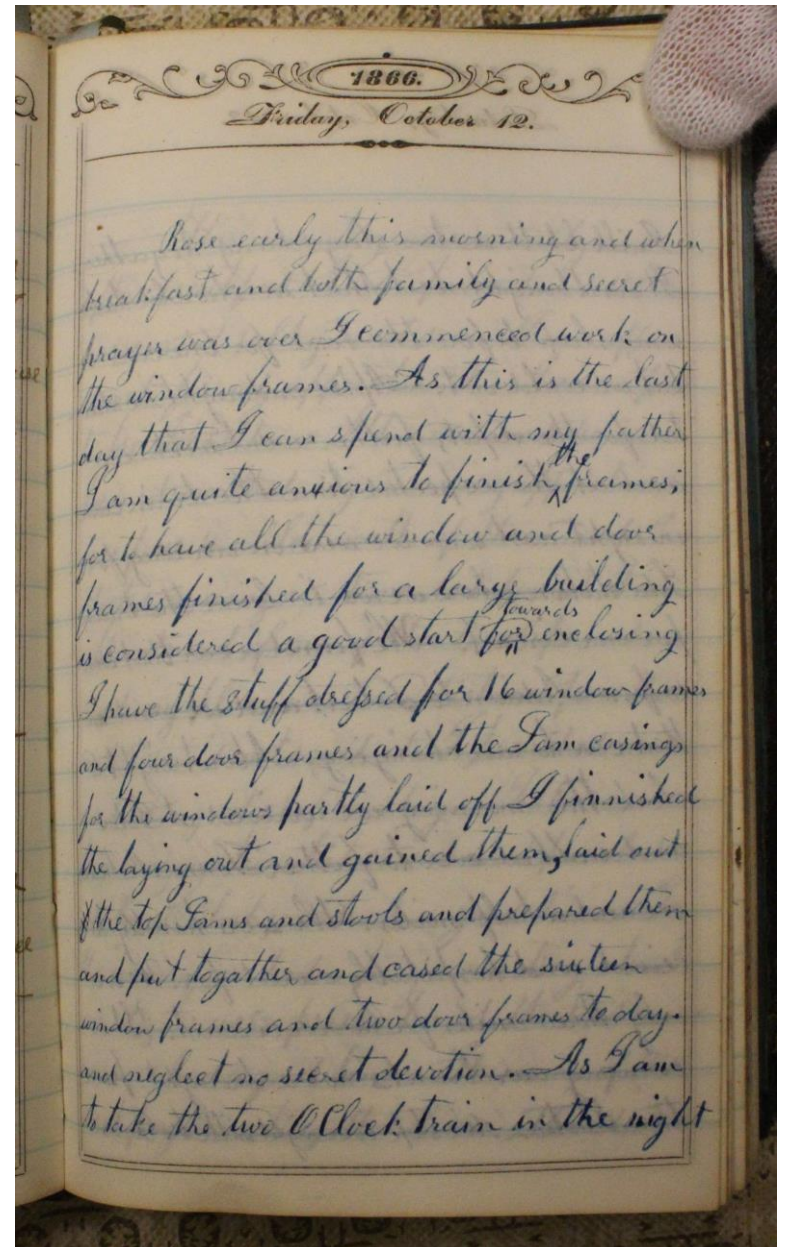 1866.
Friday, October 12.
Rose early this morning and when
breakfast and both family and secret
prayer was over I commenced work on
the window frames. As this is the last
day that I can spend with my father
I am quite anxious to finish the frames;
for to have all the window and door
frames finished for a large building
is considered a good start for towards enclosing
I have the stuff dressed for 16 window frames
and four door frames and the Jam casings
for the windows partly laid off I finnished
the laying out and gained them, laid out
the top Jams and stools and prepared them
and put togather and cased the sixteen
window frames and two door frames to day.
and neglect no secret devotion. As I am
to take the two OClock train in the night